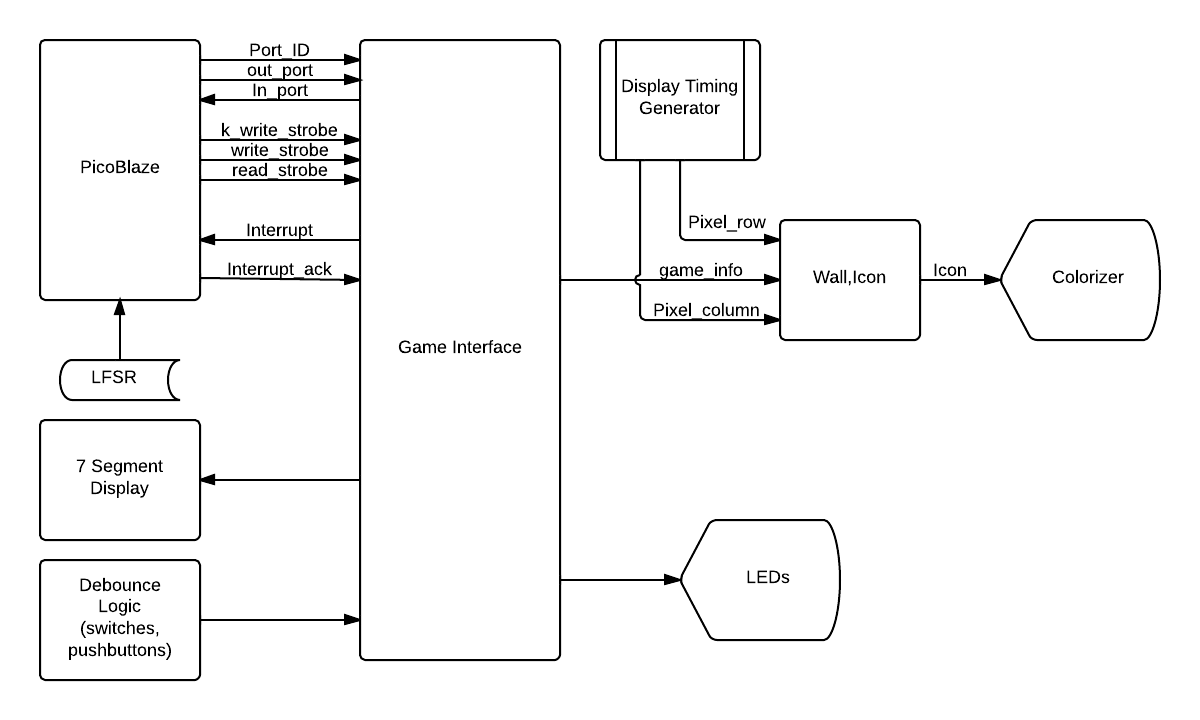 Port_ID
out_port
In_port
k_write_strobe
write_strobe
read_strobe
PicoBlaze
Interrupt
Interrupt_ack
LFSR
7 Segment
Display
Debounce
Logic
(switches,
pushbuttons)
Game Interface
Display Timing
Generator
Pixel_row
game_info
Pixel_column
Wall,Icon
Icon
Colorizer
LEDs